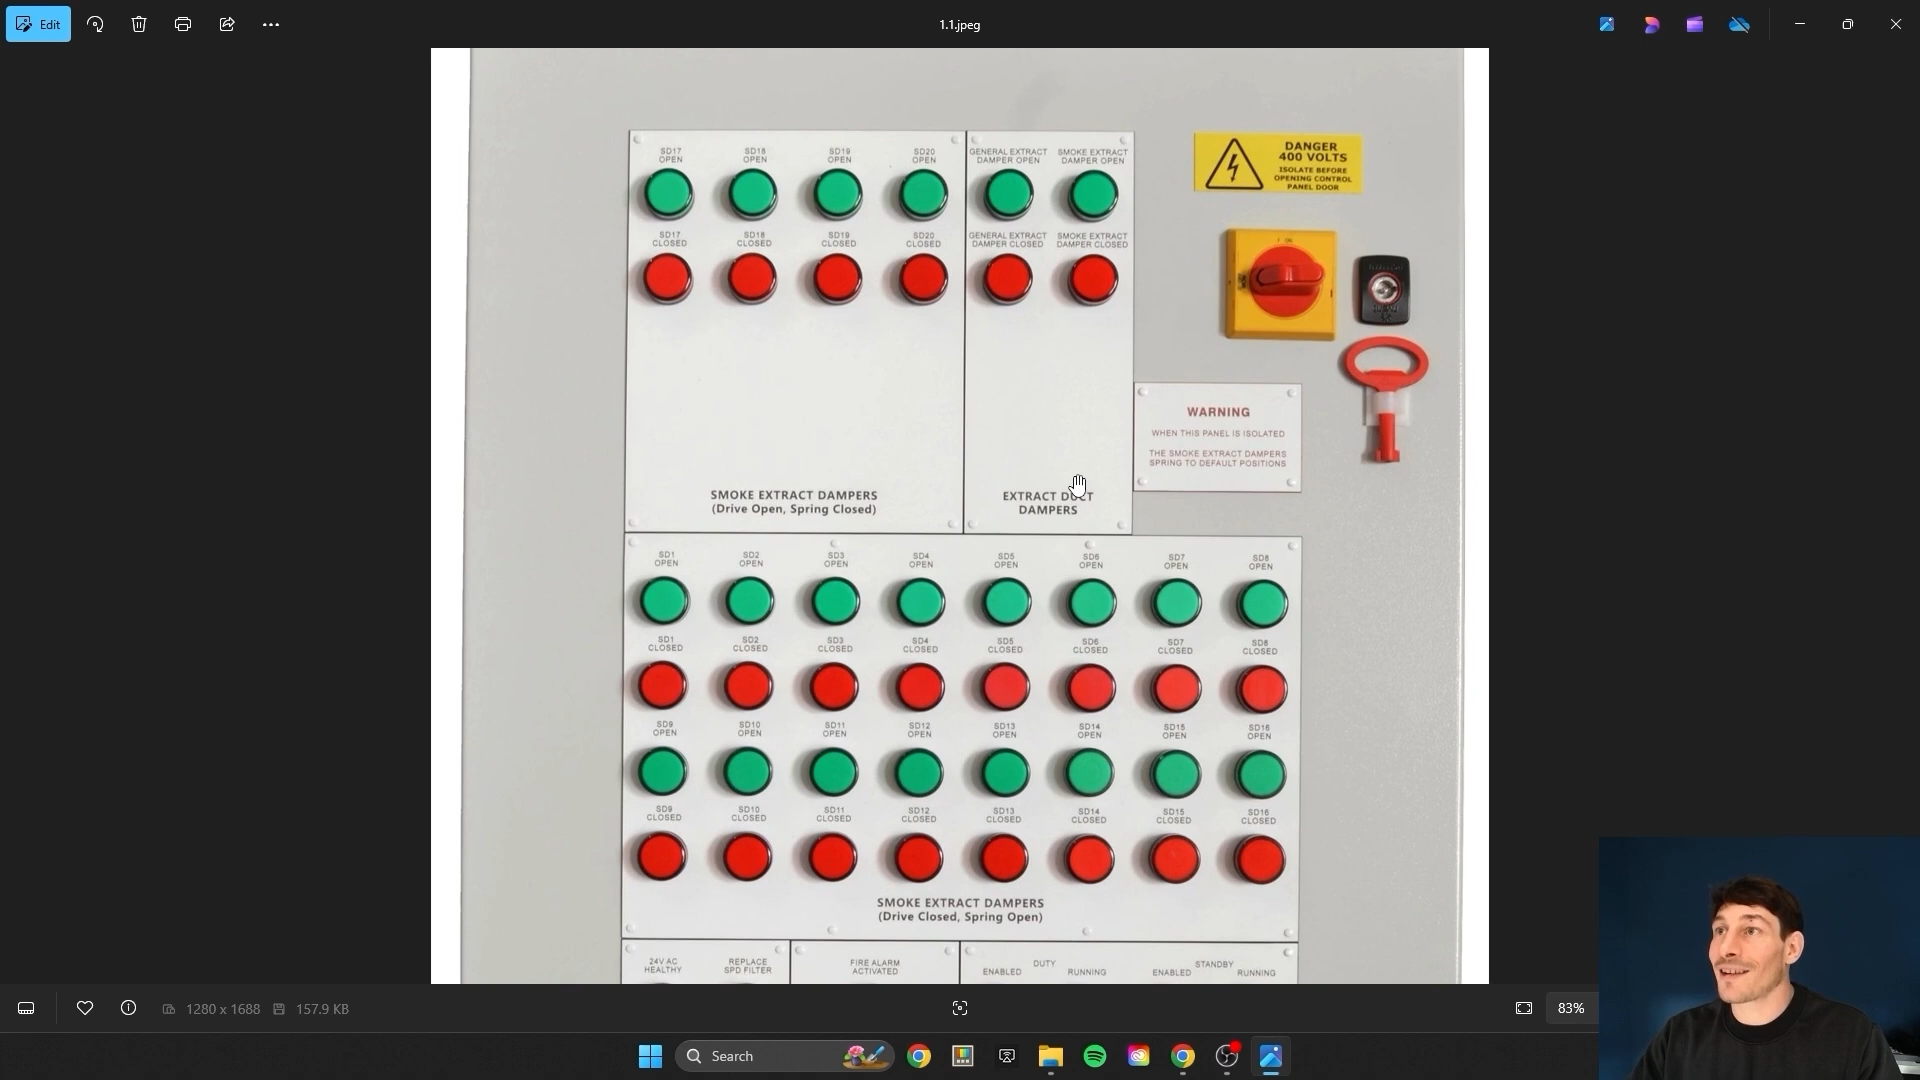 Edit
1.1.jpeg
SD17 OPEN
SD18 OPEN
SD19 OPEN
SD20 OPEN
GENERAL EXTRACT DAMPER OPEN
SMOKE EXTRACT DAMPER OPEN
SD17 CLOSED
SD18 CLOSED
SD19 CLOSED
SD20 CLOSED
GENERAL EXTRACT DAMPER CLOSED
SMOKE EXTRACT DAMPER CLOSED
DANGER
400 VOLTS
ISOLATE BEFORE
OPENING CONTROL
PANEL DOOR
I ON
WARNING
WHEN THIS PANEL IS ISOLATED
THE SMOKE EXTRACT DAMPERS
SPRING TO DEFAULT POSITIONS
SMOKE EXTRACT DAMPERS
(Drive Open, Spring Closed)
EXTRACT DUCT
DAMPERS
SD1 OPEN
SD2 OPEN
SD3 OPEN
SD4 OPEN
SD5 OPEN
SD6 OPEN
SD7 OPEN
SD8 OPEN
SD1 CLOSED
SD2 CLOSED
SD3 CLOSED
SD4 CLOSED
SD5 CLOSED
SD6 CLOSED
SD7 CLOSED
SD8 CLOSED
SD9 OPEN
SD10 OPEN
SD11 OPEN
SD12 OPEN
SD13 OPEN
SD14 OPEN
SD15 OPEN
SD16 OPEN
SD9 CLOSED
SD10 CLOSED
SD11 CLOSED
SD12 CLOSED
SD13 CLOSED
SD14 CLOSED
SD15 CLOSED
SD16 CLOSED
SMOKE EXTRACT DAMPERS
(Drive Closed, Spring Open)
24V AC HEALTHY
REPLACE SPD FILTER
FIRE ALARM ACTIVATED
DUTY
ENABLED RUNNING
STANDBY
ENABLED RUNNING
1280 x 1688 157.9 KB
83%
Search